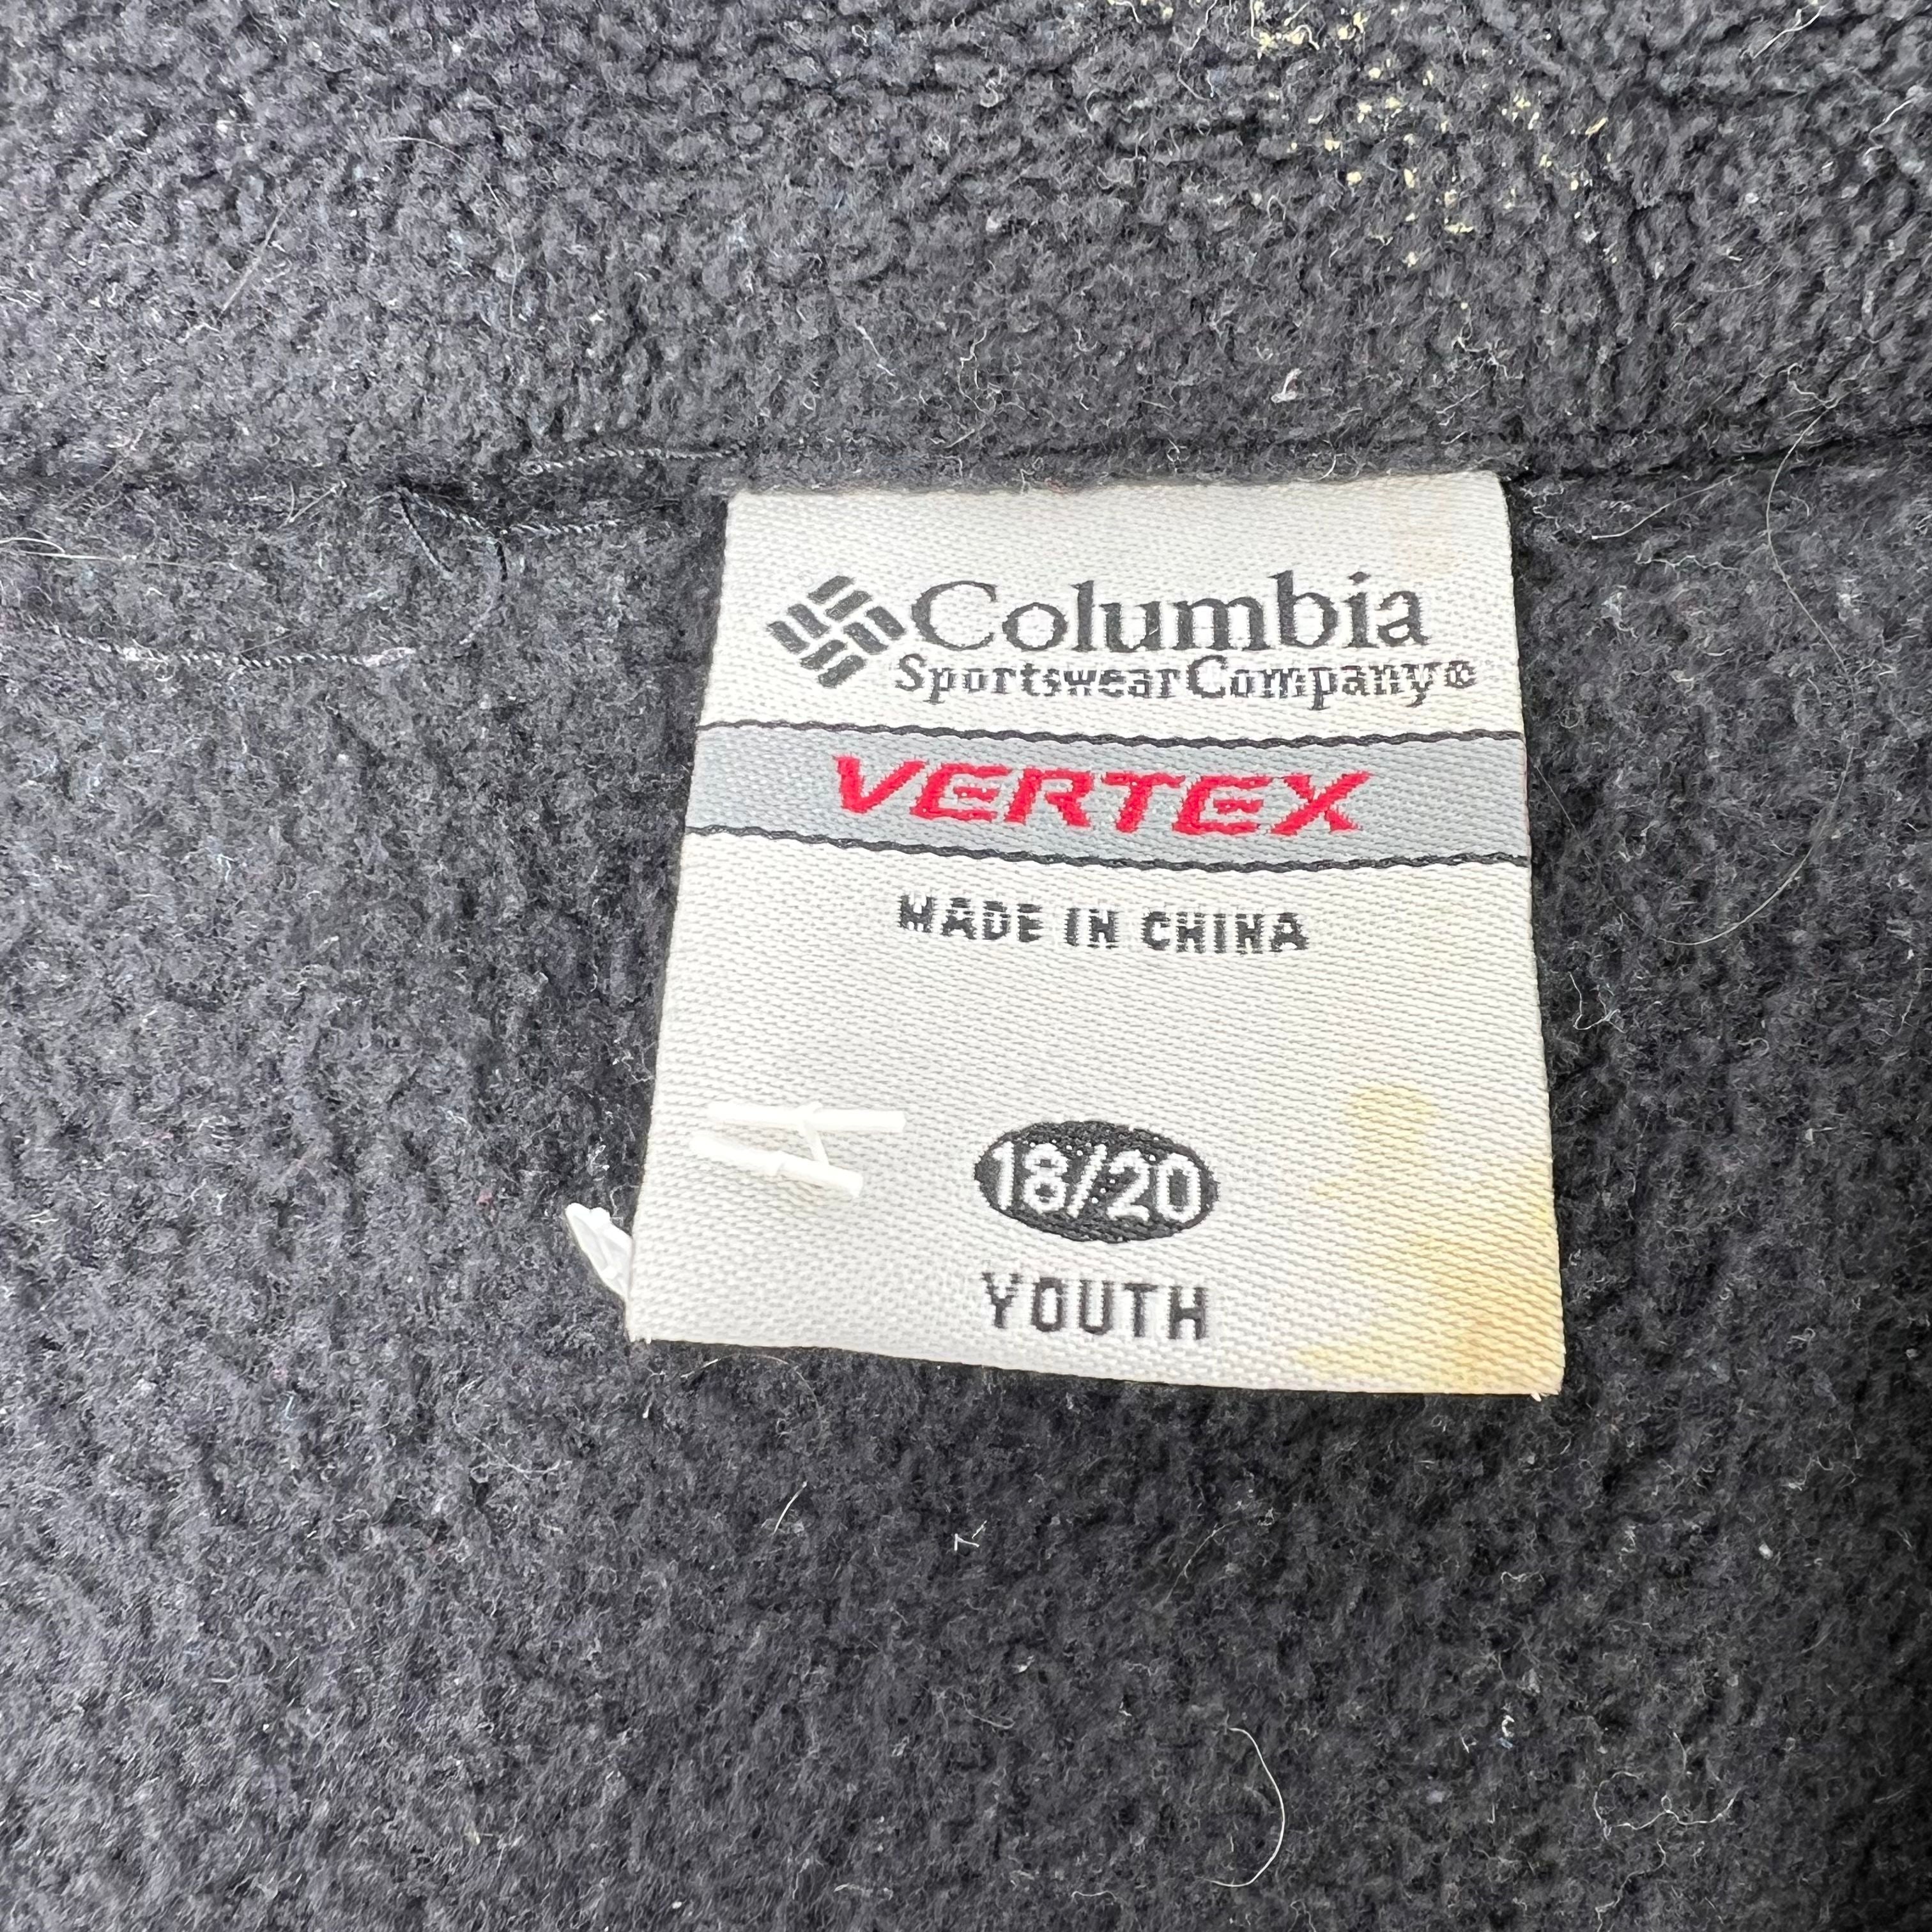 Columbia
Sportswear Company®
VERTEX
MADE IN CHINA
18/20
YOUTH